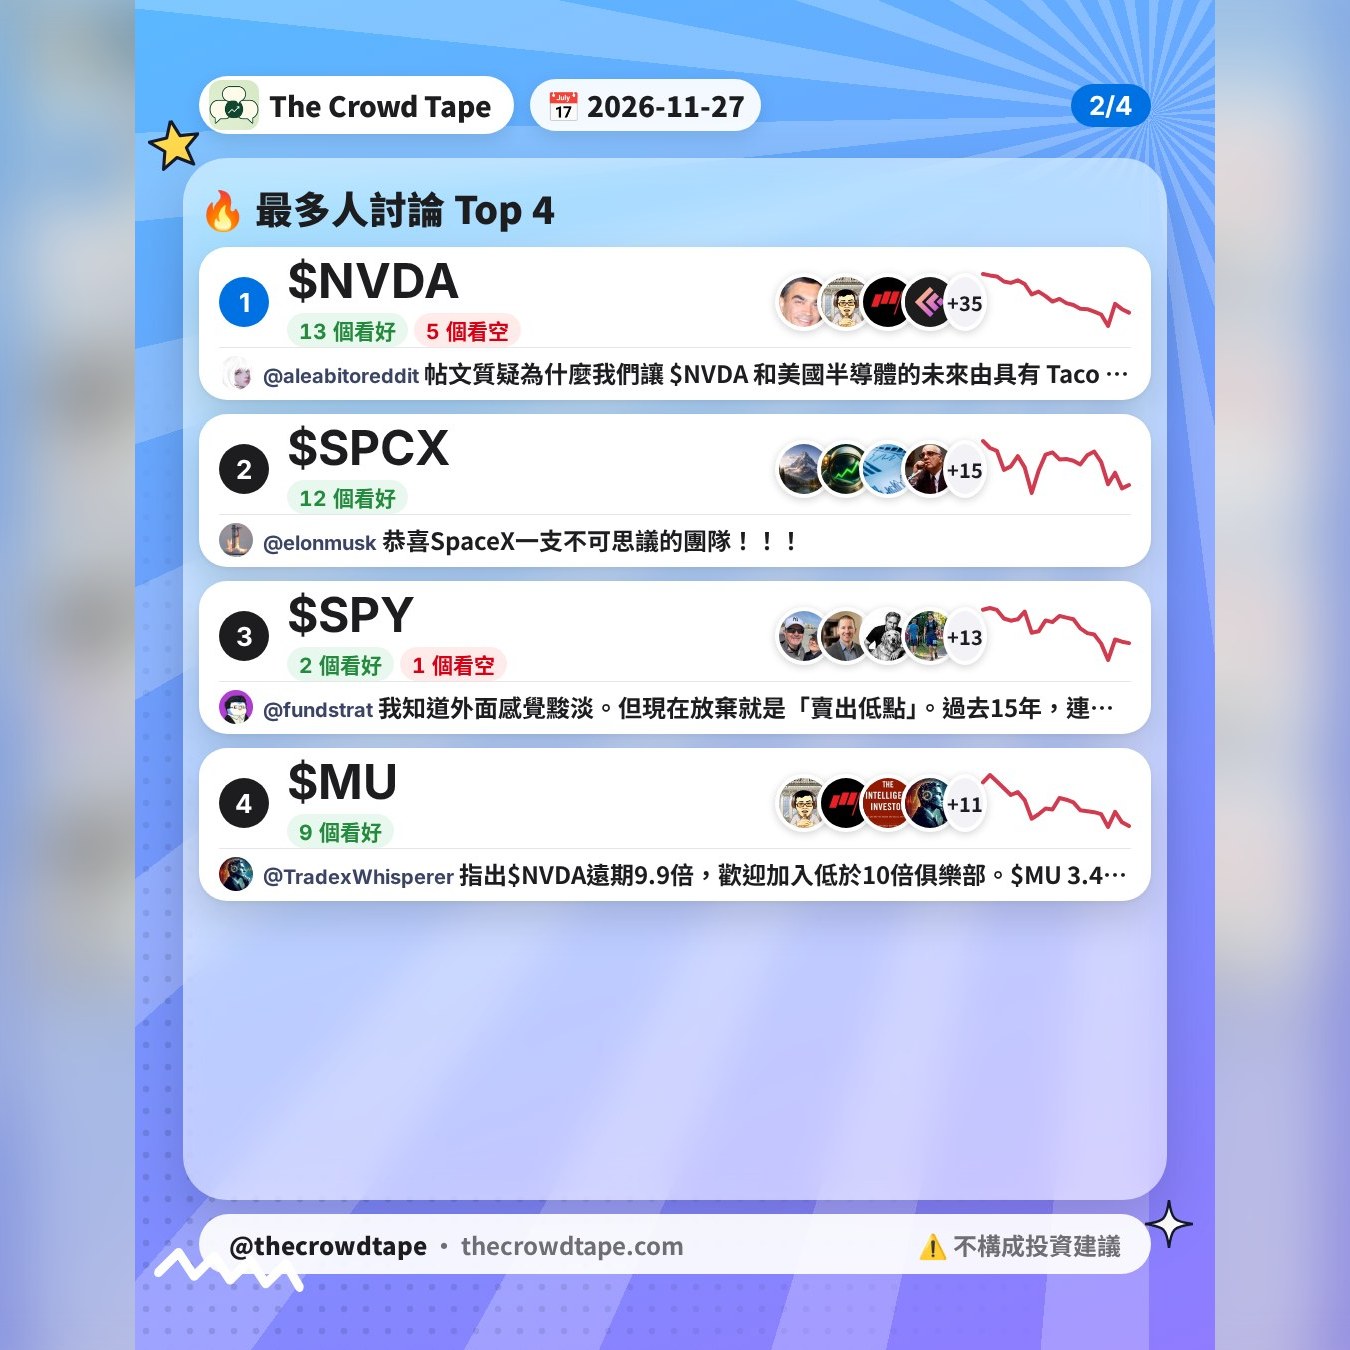 The Crowd Tape
July 17 2026-11-27
2/4
最多人討論 Top 4
1 $NVDA
13 個看好 5 個看空
+35
@aleabitoreddit 帖文質疑為什麼我們讓 $NVDA 和美國半導體的未來由具有 Taco …
2 $SPCX
12 個看好
+15
@elonmusk 恭喜SpaceX一支不可思議的團隊！！！
3 $SPY
2 個看好 1 個看空
+13
@fundstrat 我知道外面感覺黢淡。但現在放棄就是「賣出低點」。過去15年，連…
4 $MU
9 個看好
THE
INTELLIGE
INVESTO
+11
@TradexWhisperer 指出$NVDA遠期9.9倍，歡迎加入低於10倍俱樂部。$MU 3.4…
@thecrowdtape • thecrowdtape.com
不構成投資建議